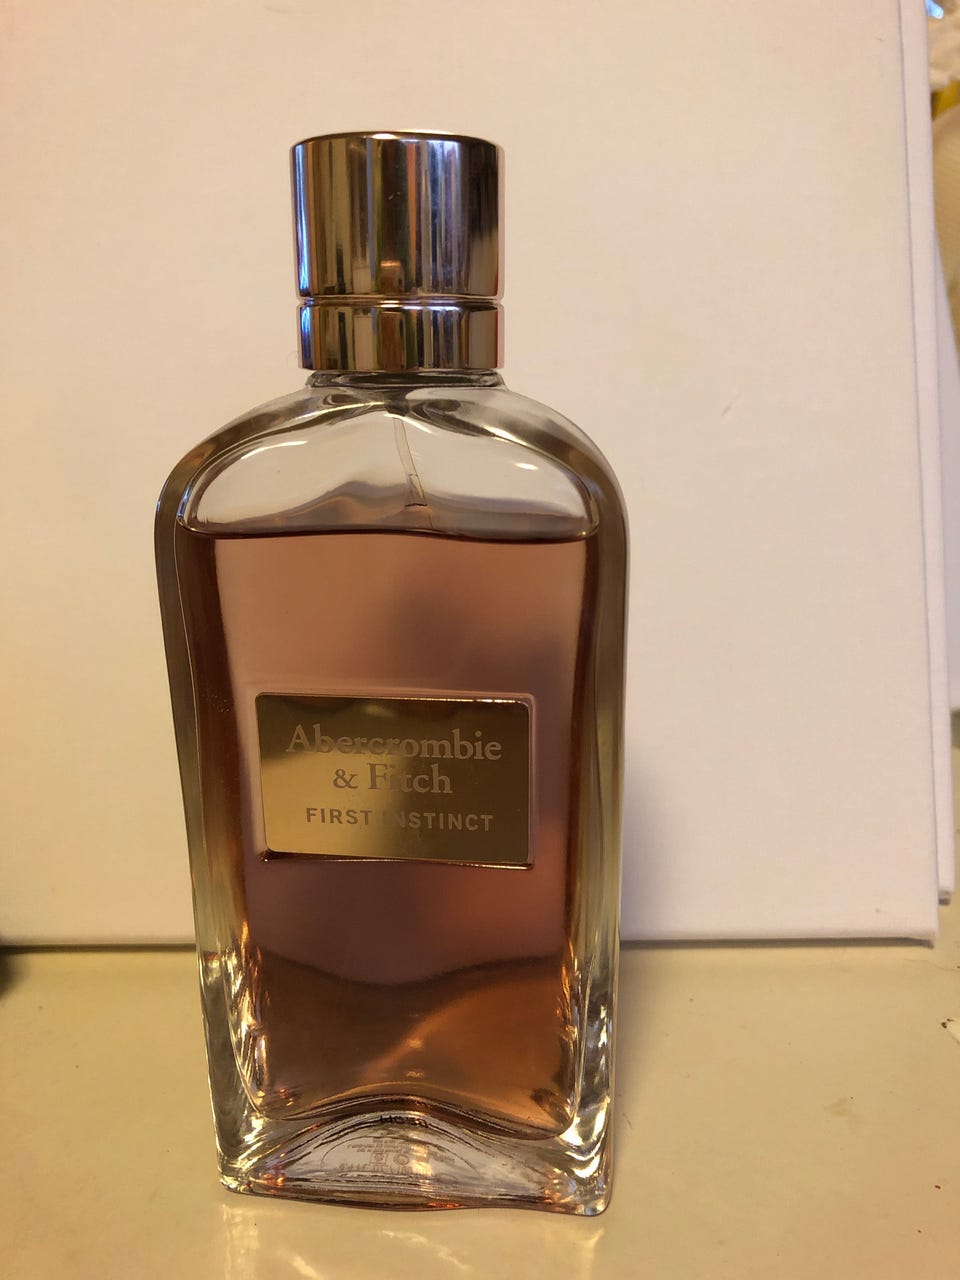 Abercrombie
& Fitch
FIRST INSTINCT